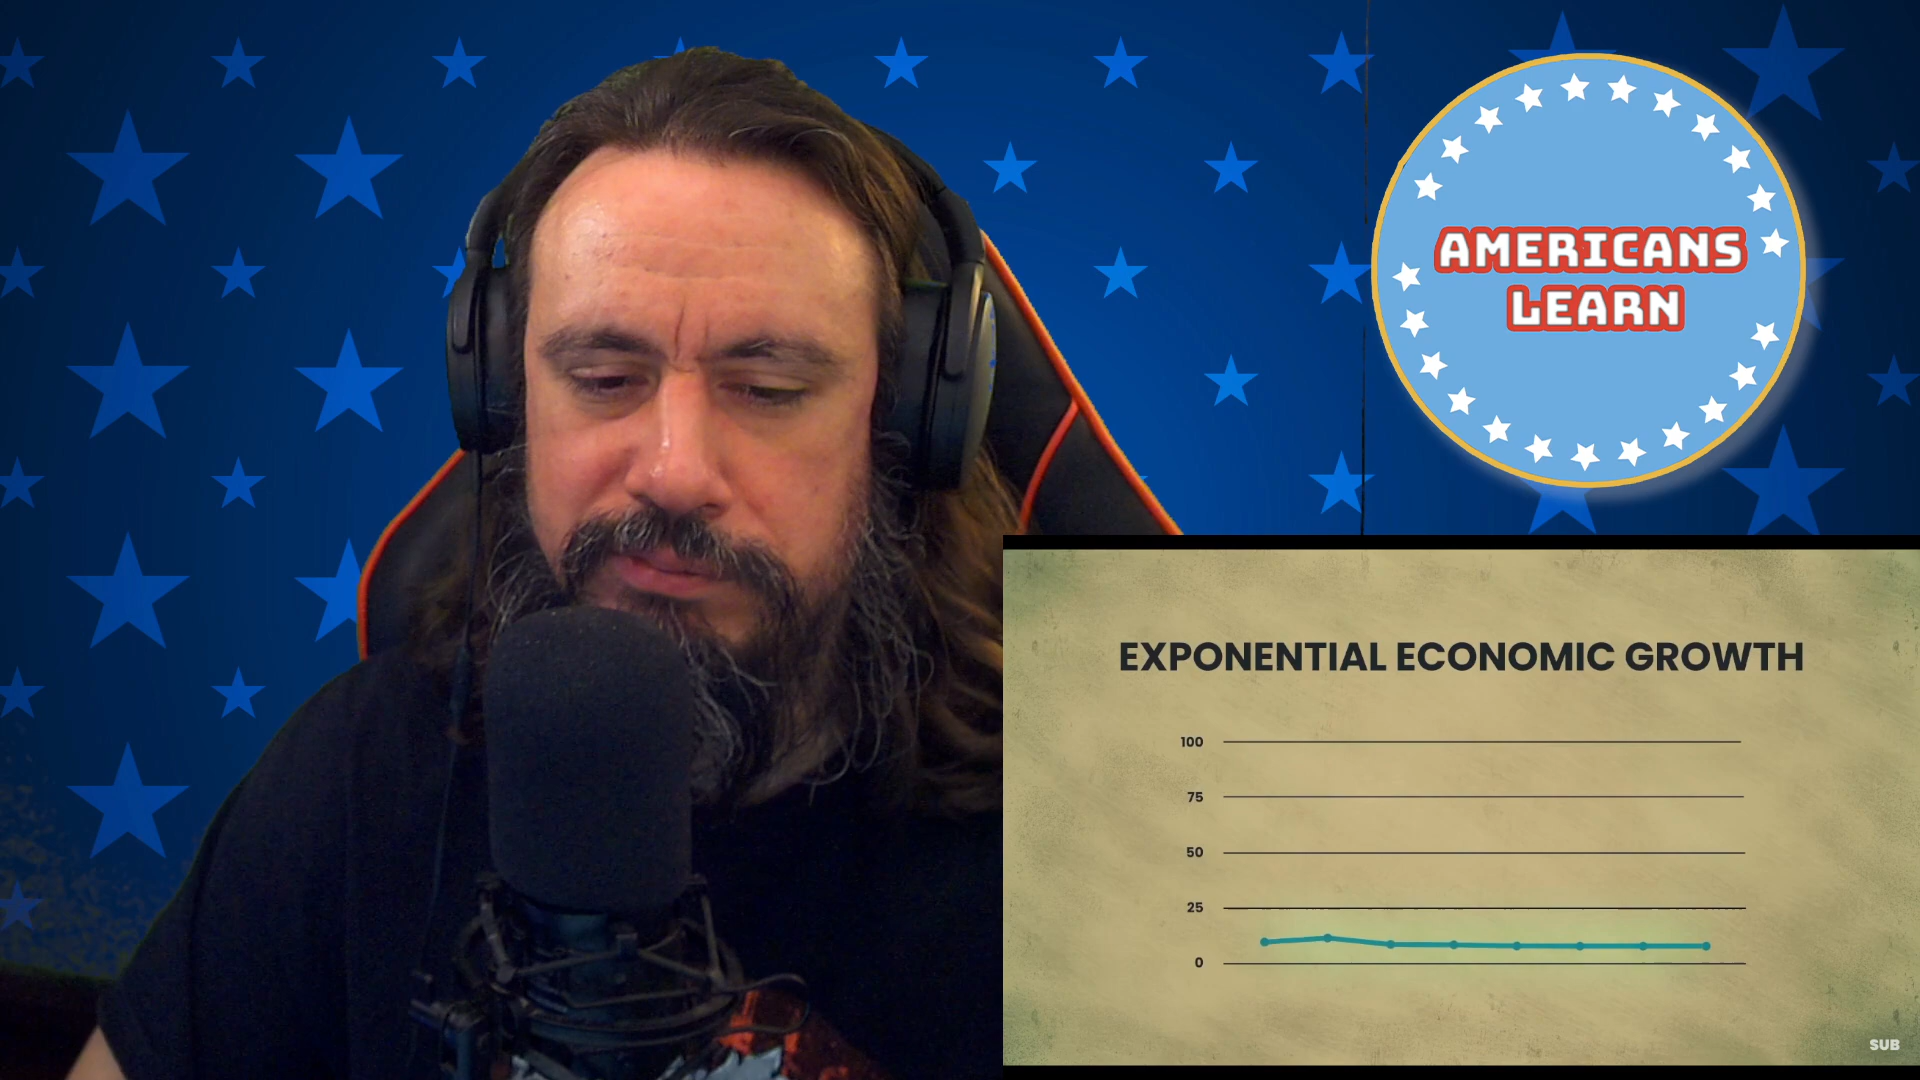 AMERICANS
LEARN
EXPONENTIAL ECONOMIC GROWTH
100
75
50
25
0
SUB